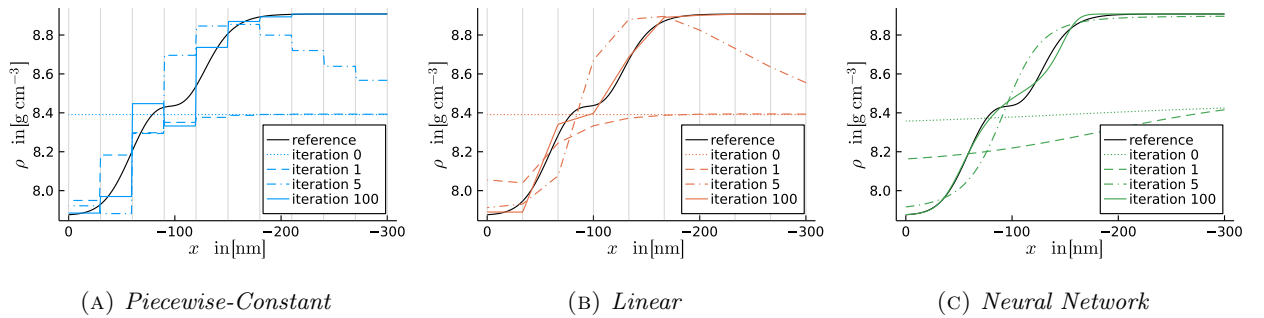 8.8
8.6
8.4
8.2
8.0
ρ in[g cm⁻³]
reference
iteration 0
iteration 1
iteration 5
iteration 100
0 −100 −200 −300
x in[nm]
(A) Piecewise-Constant
8.8
8.6
8.4
8.2
8.0
ρ in[g cm⁻³]
reference
iteration 0
iteration 1
iteration 5
iteration 100
0 −100 −200 −300
x in[nm]
(B) Linear
8.8
8.6
8.4
8.2
8.0
ρ in[g cm⁻³]
reference
iteration 0
iteration 1
iteration 5
iteration 100
0 −100 −200 −300
x in[nm]
(C) Neural Network